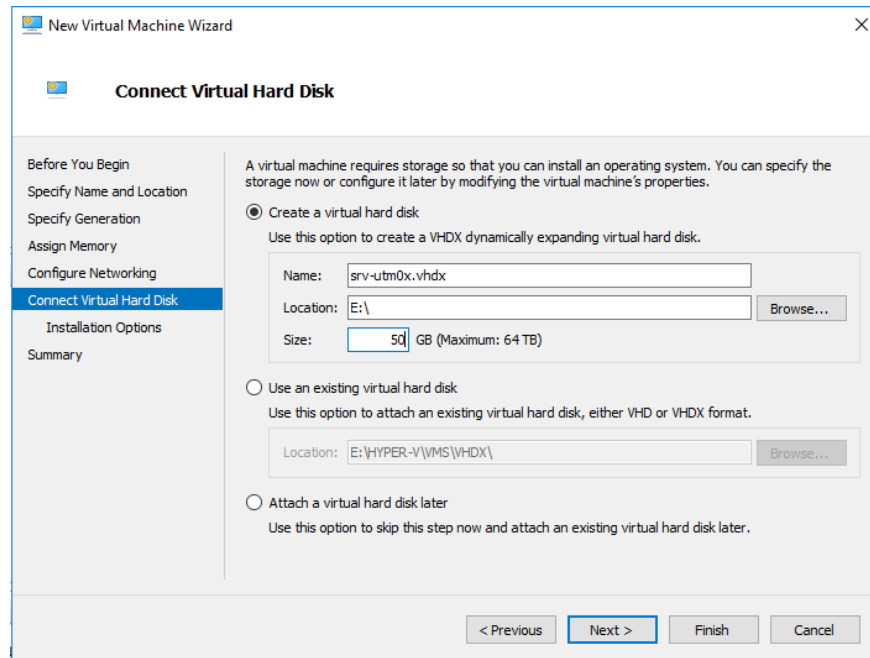 New Virtual Machine Wizard
Connect Virtual Hard Disk
Before You Begin
Specify Name and Location
Specify Generation
Assign Memory
Configure Networking
Connect Virtual Hard Disk
Installation Options
Summary
A virtual machine requires storage so that you can install an operating system. You can specify the
storage now or configure it later by modifying the virtual machine's properties.
Create a virtual hard disk
Use this option to create a VHDX dynamically expanding virtual hard disk.
Name: srv-utm0x.vhdx
Location: E:\ Browse...
Size: 50 GB (Maximum: 64 TB)
Use an existing virtual hard disk
Use this option to attach an existing virtual hard disk, either VHD or VHDX format.
Location: E:\HYPER-V\VMS\VHDX\ Browse...
Attach a virtual hard disk later
Use this option to skip this step now and attach an existing virtual hard disk later.
< Previous Next > Finish Cancel